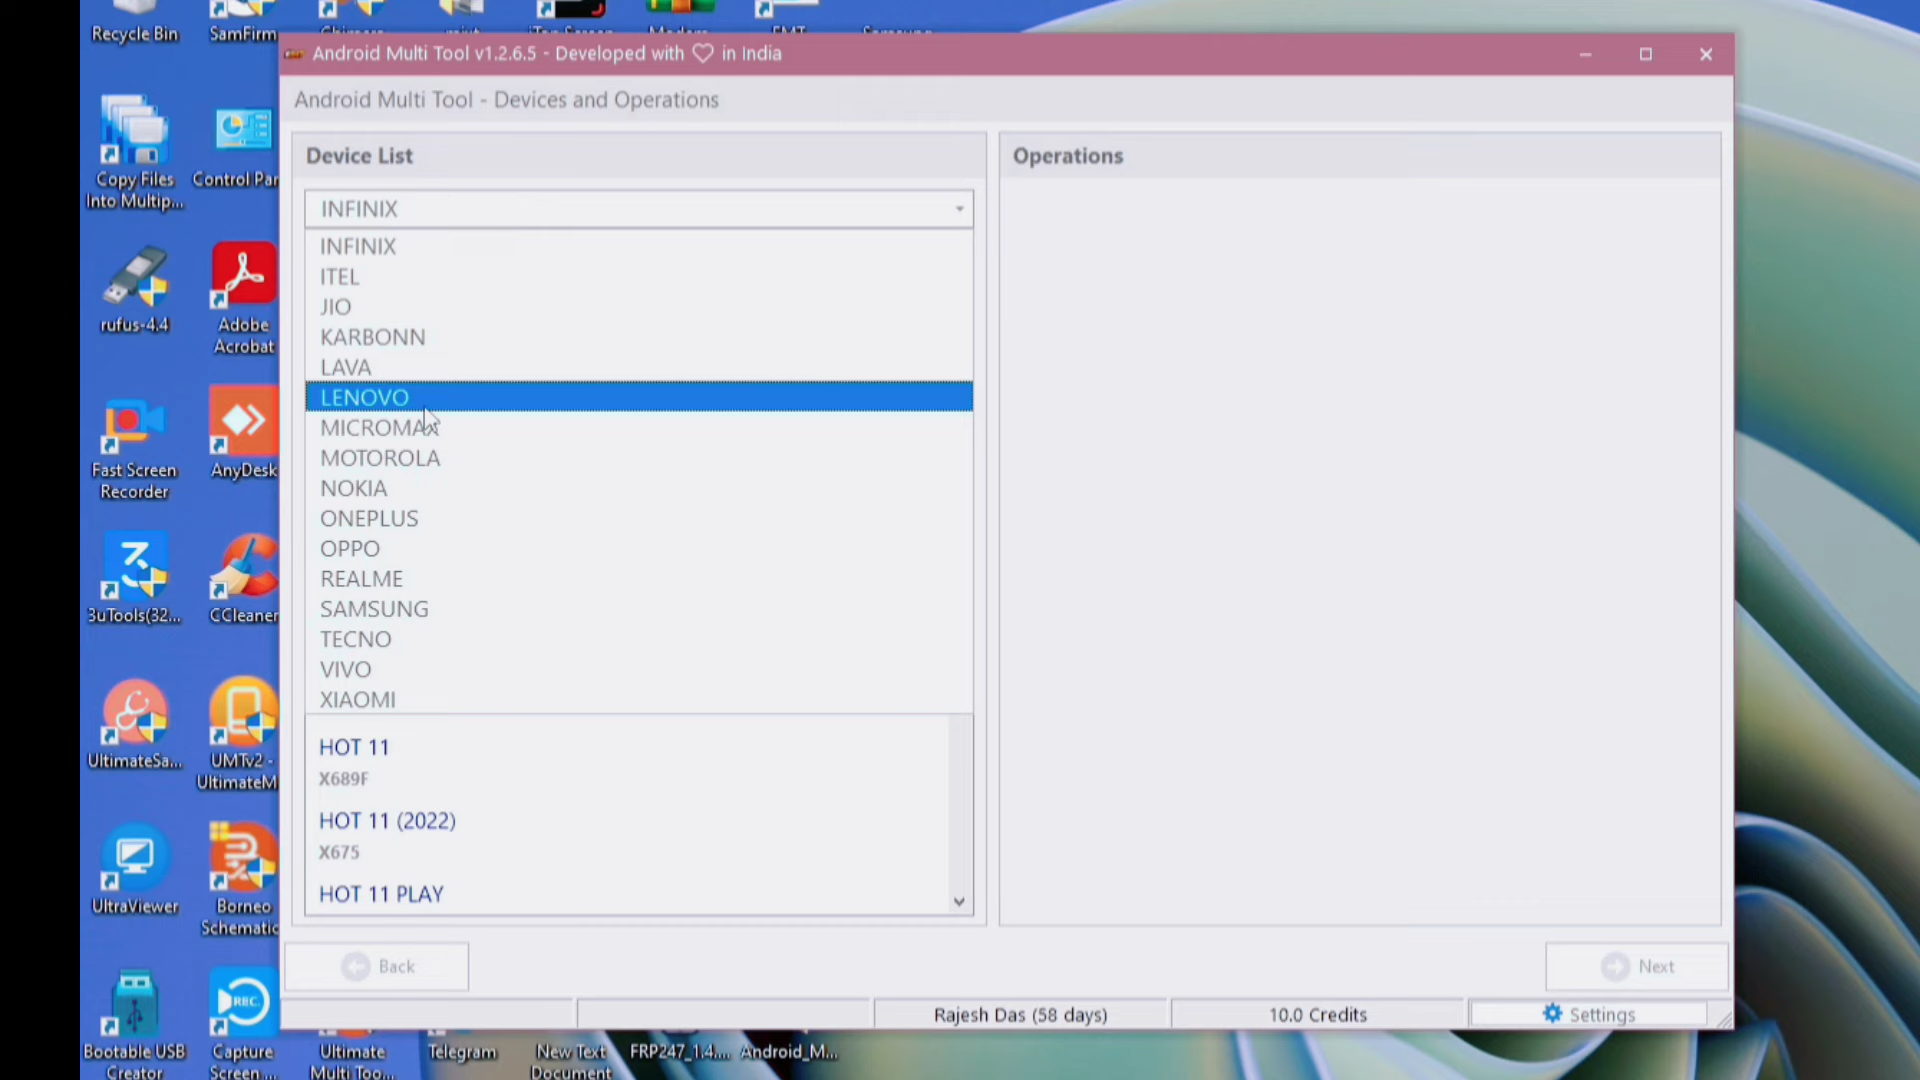 Recycle Bin
SamFirm
Android Multi Tool v1.2.6.5 - Developed with ♡ in India
Android Multi Tool - Devices and Operations
Device List
Operations
INFINIX
INFINIX
ITEL
JIO
KARBONN
LAVA
LENOVO
MICROMAX
MOTOROLA
NOKIA
ONEPLUS
OPPO
REALME
SAMSUNG
TECNO
VIVO
XIAOMI
HOT 11
X689F
HOT 11 (2022)
X675
HOT 11 PLAY
Back
Next
Rajesh Das (58 days)
10.0 Credits
Settings
Copy Files
Into Multip...
Control Pan
rufus-4.4
Adobe
Acrobat
Fast Screen
Recorder
AnyDesk
3uTools(32...
CCleaner
UltimateSa...
UMTv2 -
UltimateM
UltraViewer
Borneo
Schematic
REC.
Bootable USB
Creator
Capture
Screen....
Ultimate
Multi Too...
Telegram
New Text
Document
FRP247_1.4....
Android_M...